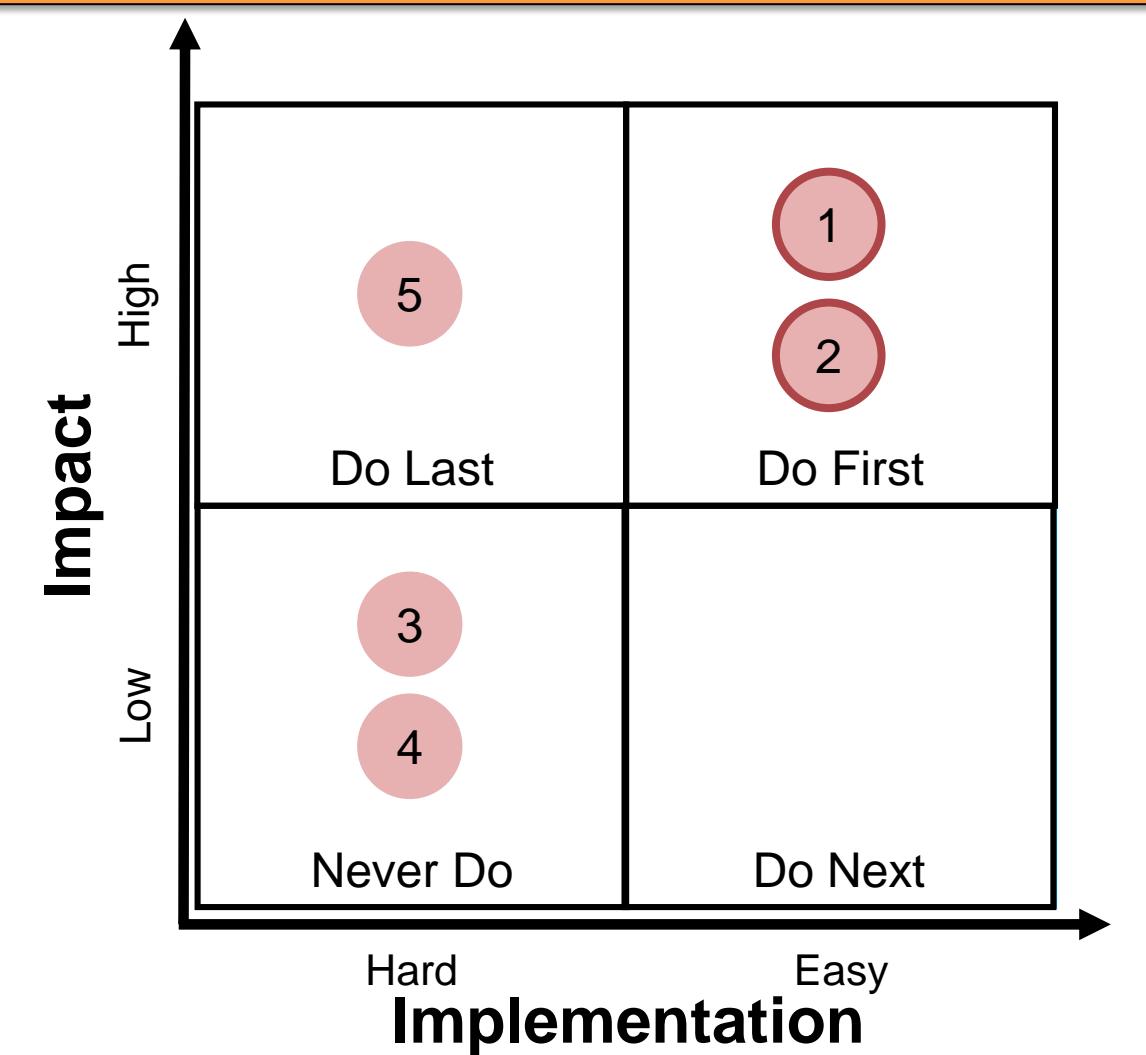 Impact
High
Low
5
Do Last
1
2
Do First
3
4
Never Do
Do Next
Hard
Easy
Implementation